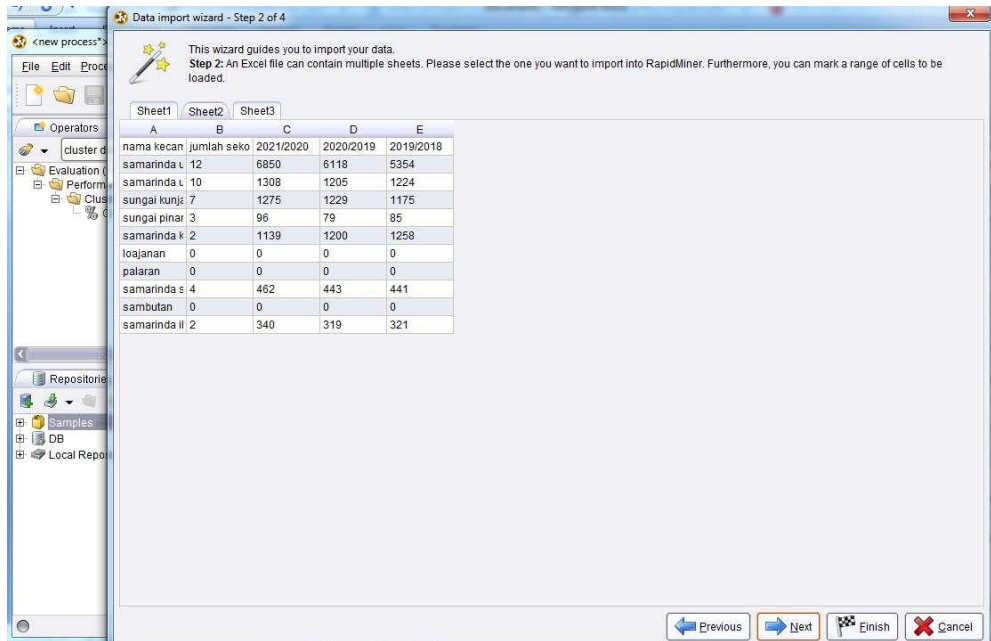 Data import wizard - Step 2 of 4
<new process*>
File Edit Proce
This wizard guides you to import your data.
Step 2: An Excel file can contain multiple sheets. Please select the one you want to import into RapidMiner. Furthermore, you can mark a range of cells to be
loaded.
Operators
cluster d
Evaluation (
Perform
Clus
Sheet1 Sheet2 Sheet3
A B C D E
nama kecan jumlah seko 2021/2020 2020/2019 2019/2018
samarinda u 12 6850 6118 5354
samarinda u 10 1308 1205 1224
sungai kunja 7 1275 1229 1175
sungai pinar 3 96 79 85
samarinda k 2 1139 1200 1258
loajanan 0 0 0 0
palaran 0 0 0 0
samarinda s 4 462 443 441
sambutan 0 0 0 0
samarinda il 2 340 319 321
Repositorie
Samples
DB
Local Repo
Previous Next Finish Cancel